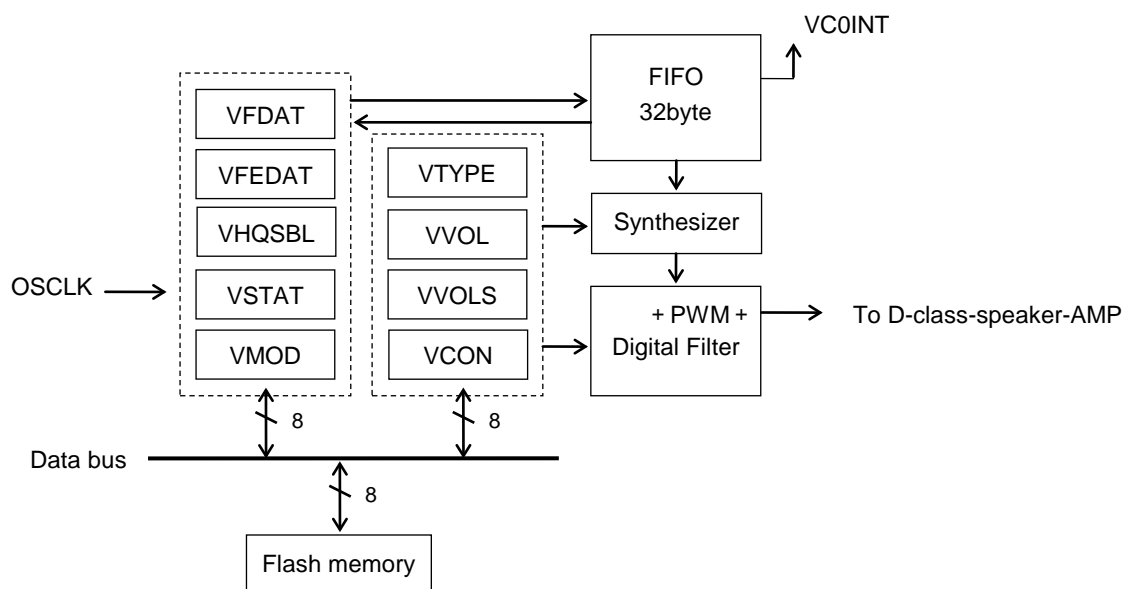 VC0INT
FIFO
32byte
VFDAT
VFEDAT
VHQSBL
VSTAT
VMOD
VTYPE
VVOL
VVOLS
VCON
Synthesizer
+ PWM +
Digital Filter
OSCLK
To D-class-speaker-AMP
8
8
Data bus
8
Flash memory